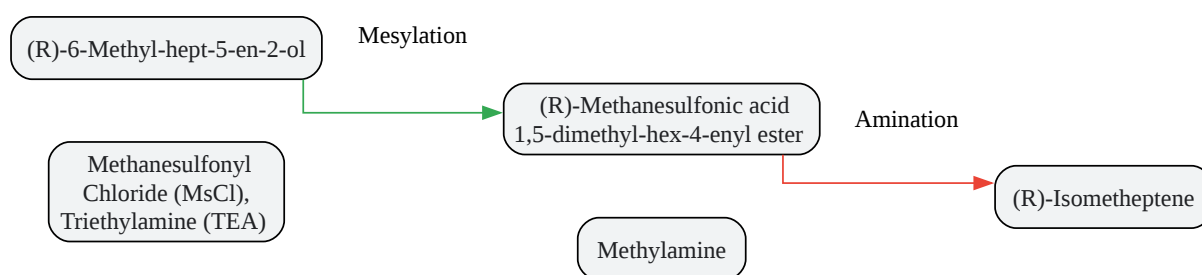 (R)-6-Methyl-hept-5-en-2-ol
Mesylation
Methanesulfonyl
Chloride (MsCl),
Triethylamine (TEA)
(R)-Methanesulfonic acid
1,5-dimethyl-hex-4-enyl ester
Amination
Methylamine
(R)-Isometheptene